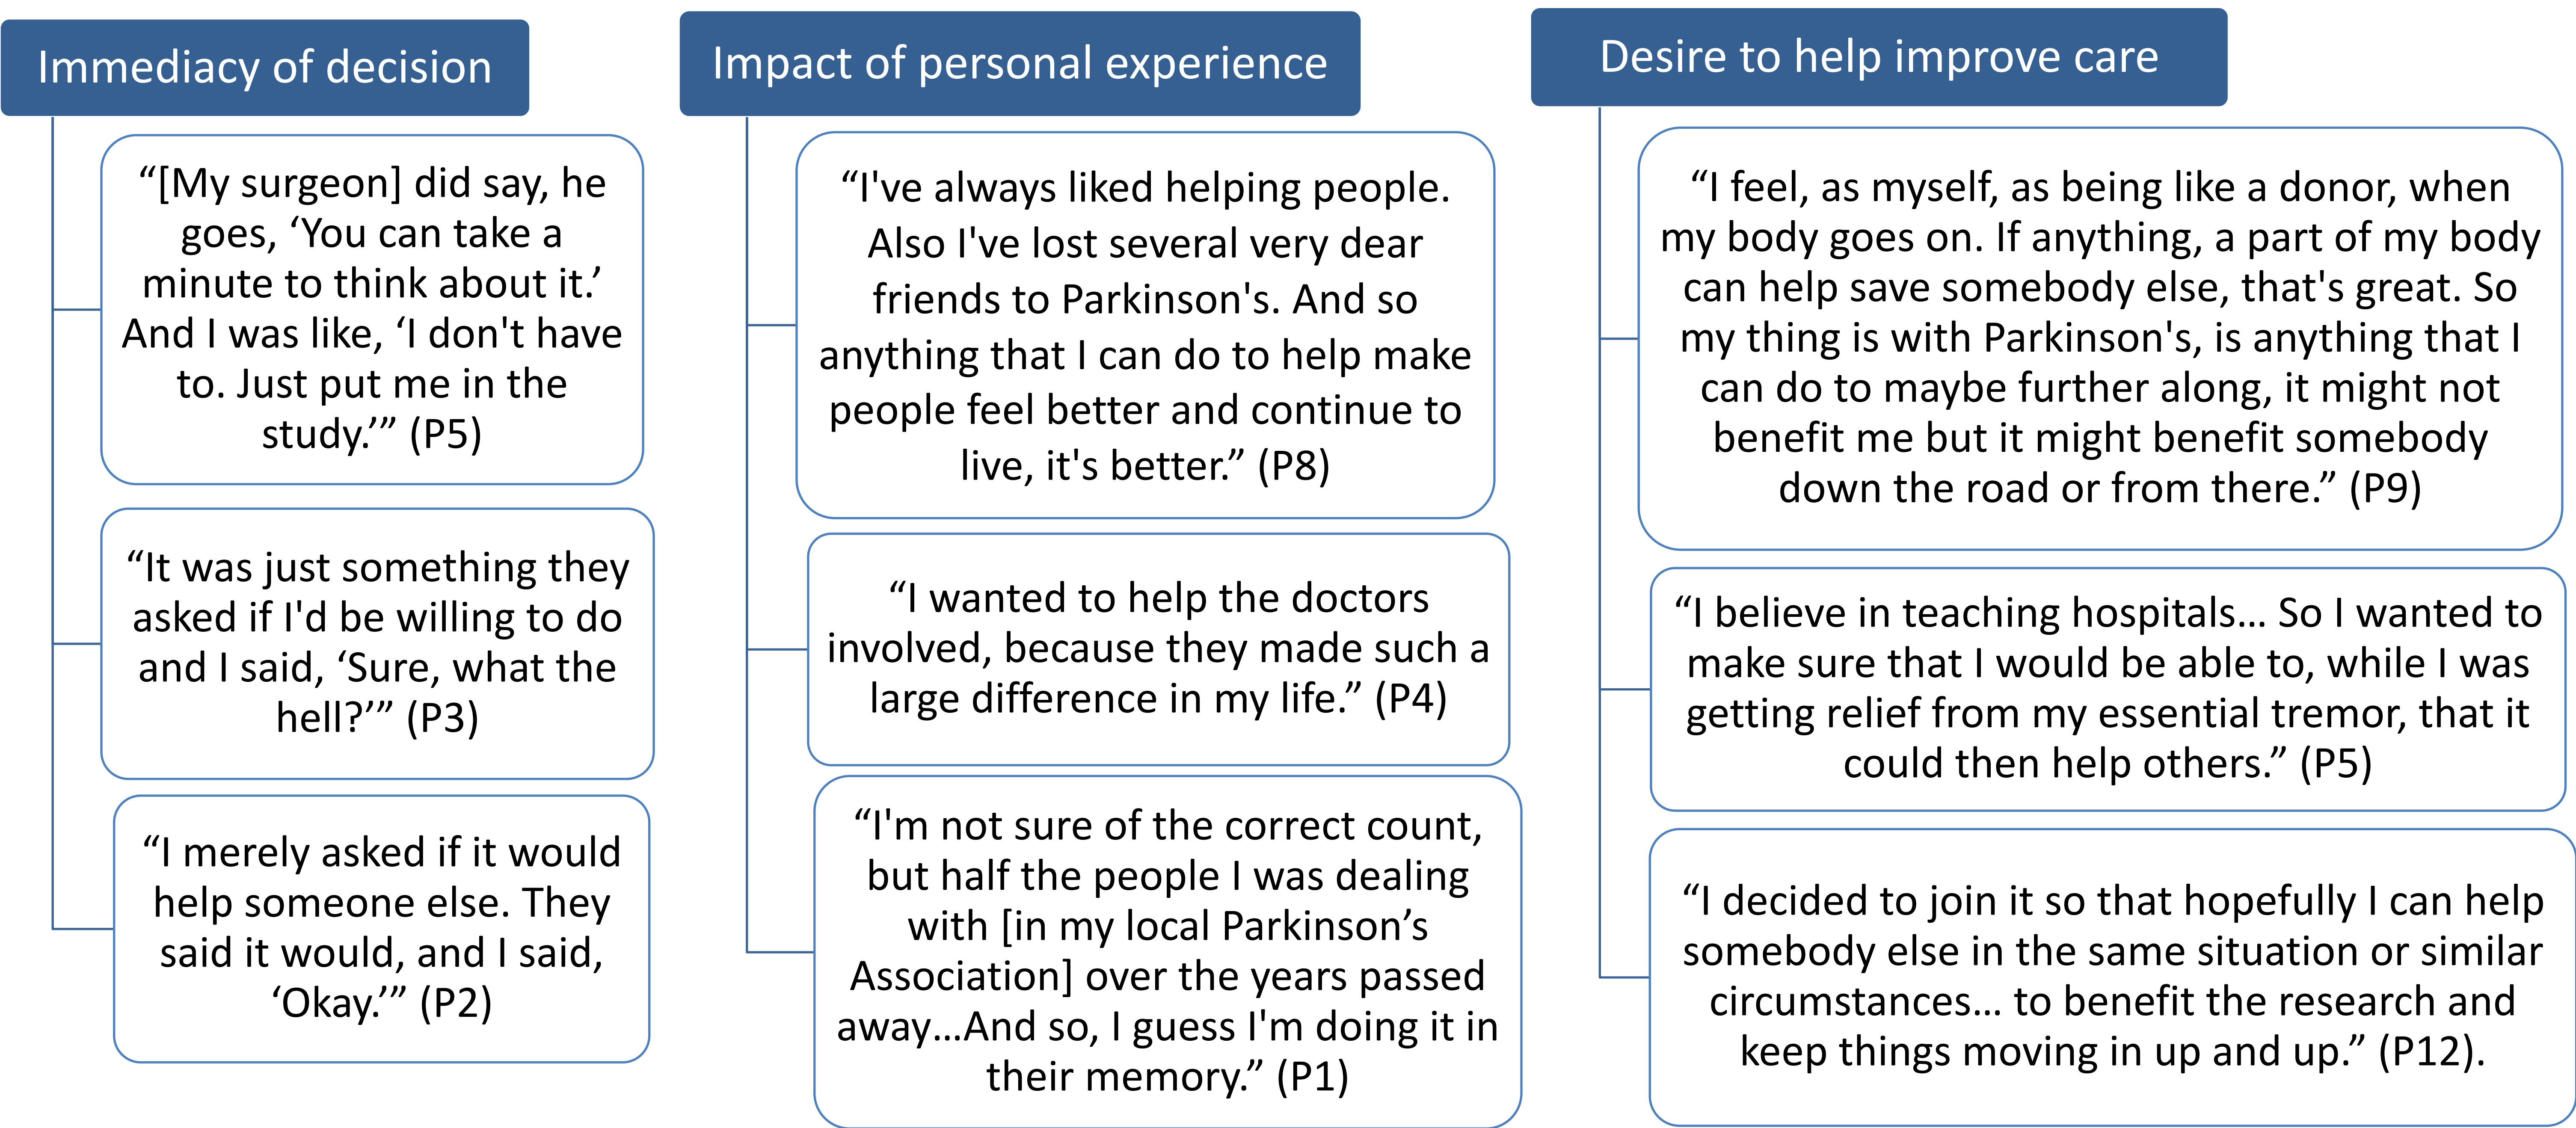 Immediacy of decision
“[My surgeon] did say, he
goes, ‘You can take a
minute to think about it.’
And I was like, ‘I don't have
to. Just put me in the
study.’” (P5)
“It was just something they
asked if I'd be willing to do
and I said, ‘Sure, what the
hell?’” (P3)
“I merely asked if it would
help someone else. They
said it would, and I said,
‘Okay.’” (P2)
Impact of personal experience
“I've always liked helping people.
Also I've lost several very dear
friends to Parkinson's. And so
anything that I can do to help make
people feel better and continue to
live, it's better.” (P8)
“I wanted to help the doctors
involved, because they made such a
large difference in my life.” (P4)
“I'm not sure of the correct count,
but half the people I was dealing
with [in my local Parkinson’s
Association] over the years passed
away…And so, I guess I'm doing it in
their memory.” (P1)
Desire to help improve care
“I feel, as myself, as being like a donor, when
my body goes on. If anything, a part of my body
can help save somebody else, that's great. So
my thing is with Parkinson's, is anything that I
can do to maybe further along, it might not
benefit me but it might benefit somebody
down the road or from there.” (P9)
“I believe in teaching hospitals… So I wanted to
make sure that I would be able to, while I was
getting relief from my essential tremor, that it
could then help others.” (P5)
“I decided to join it so that hopefully I can help
somebody else in the same situation or similar
circumstances… to benefit the research and
keep things moving in up and up.” (P12).